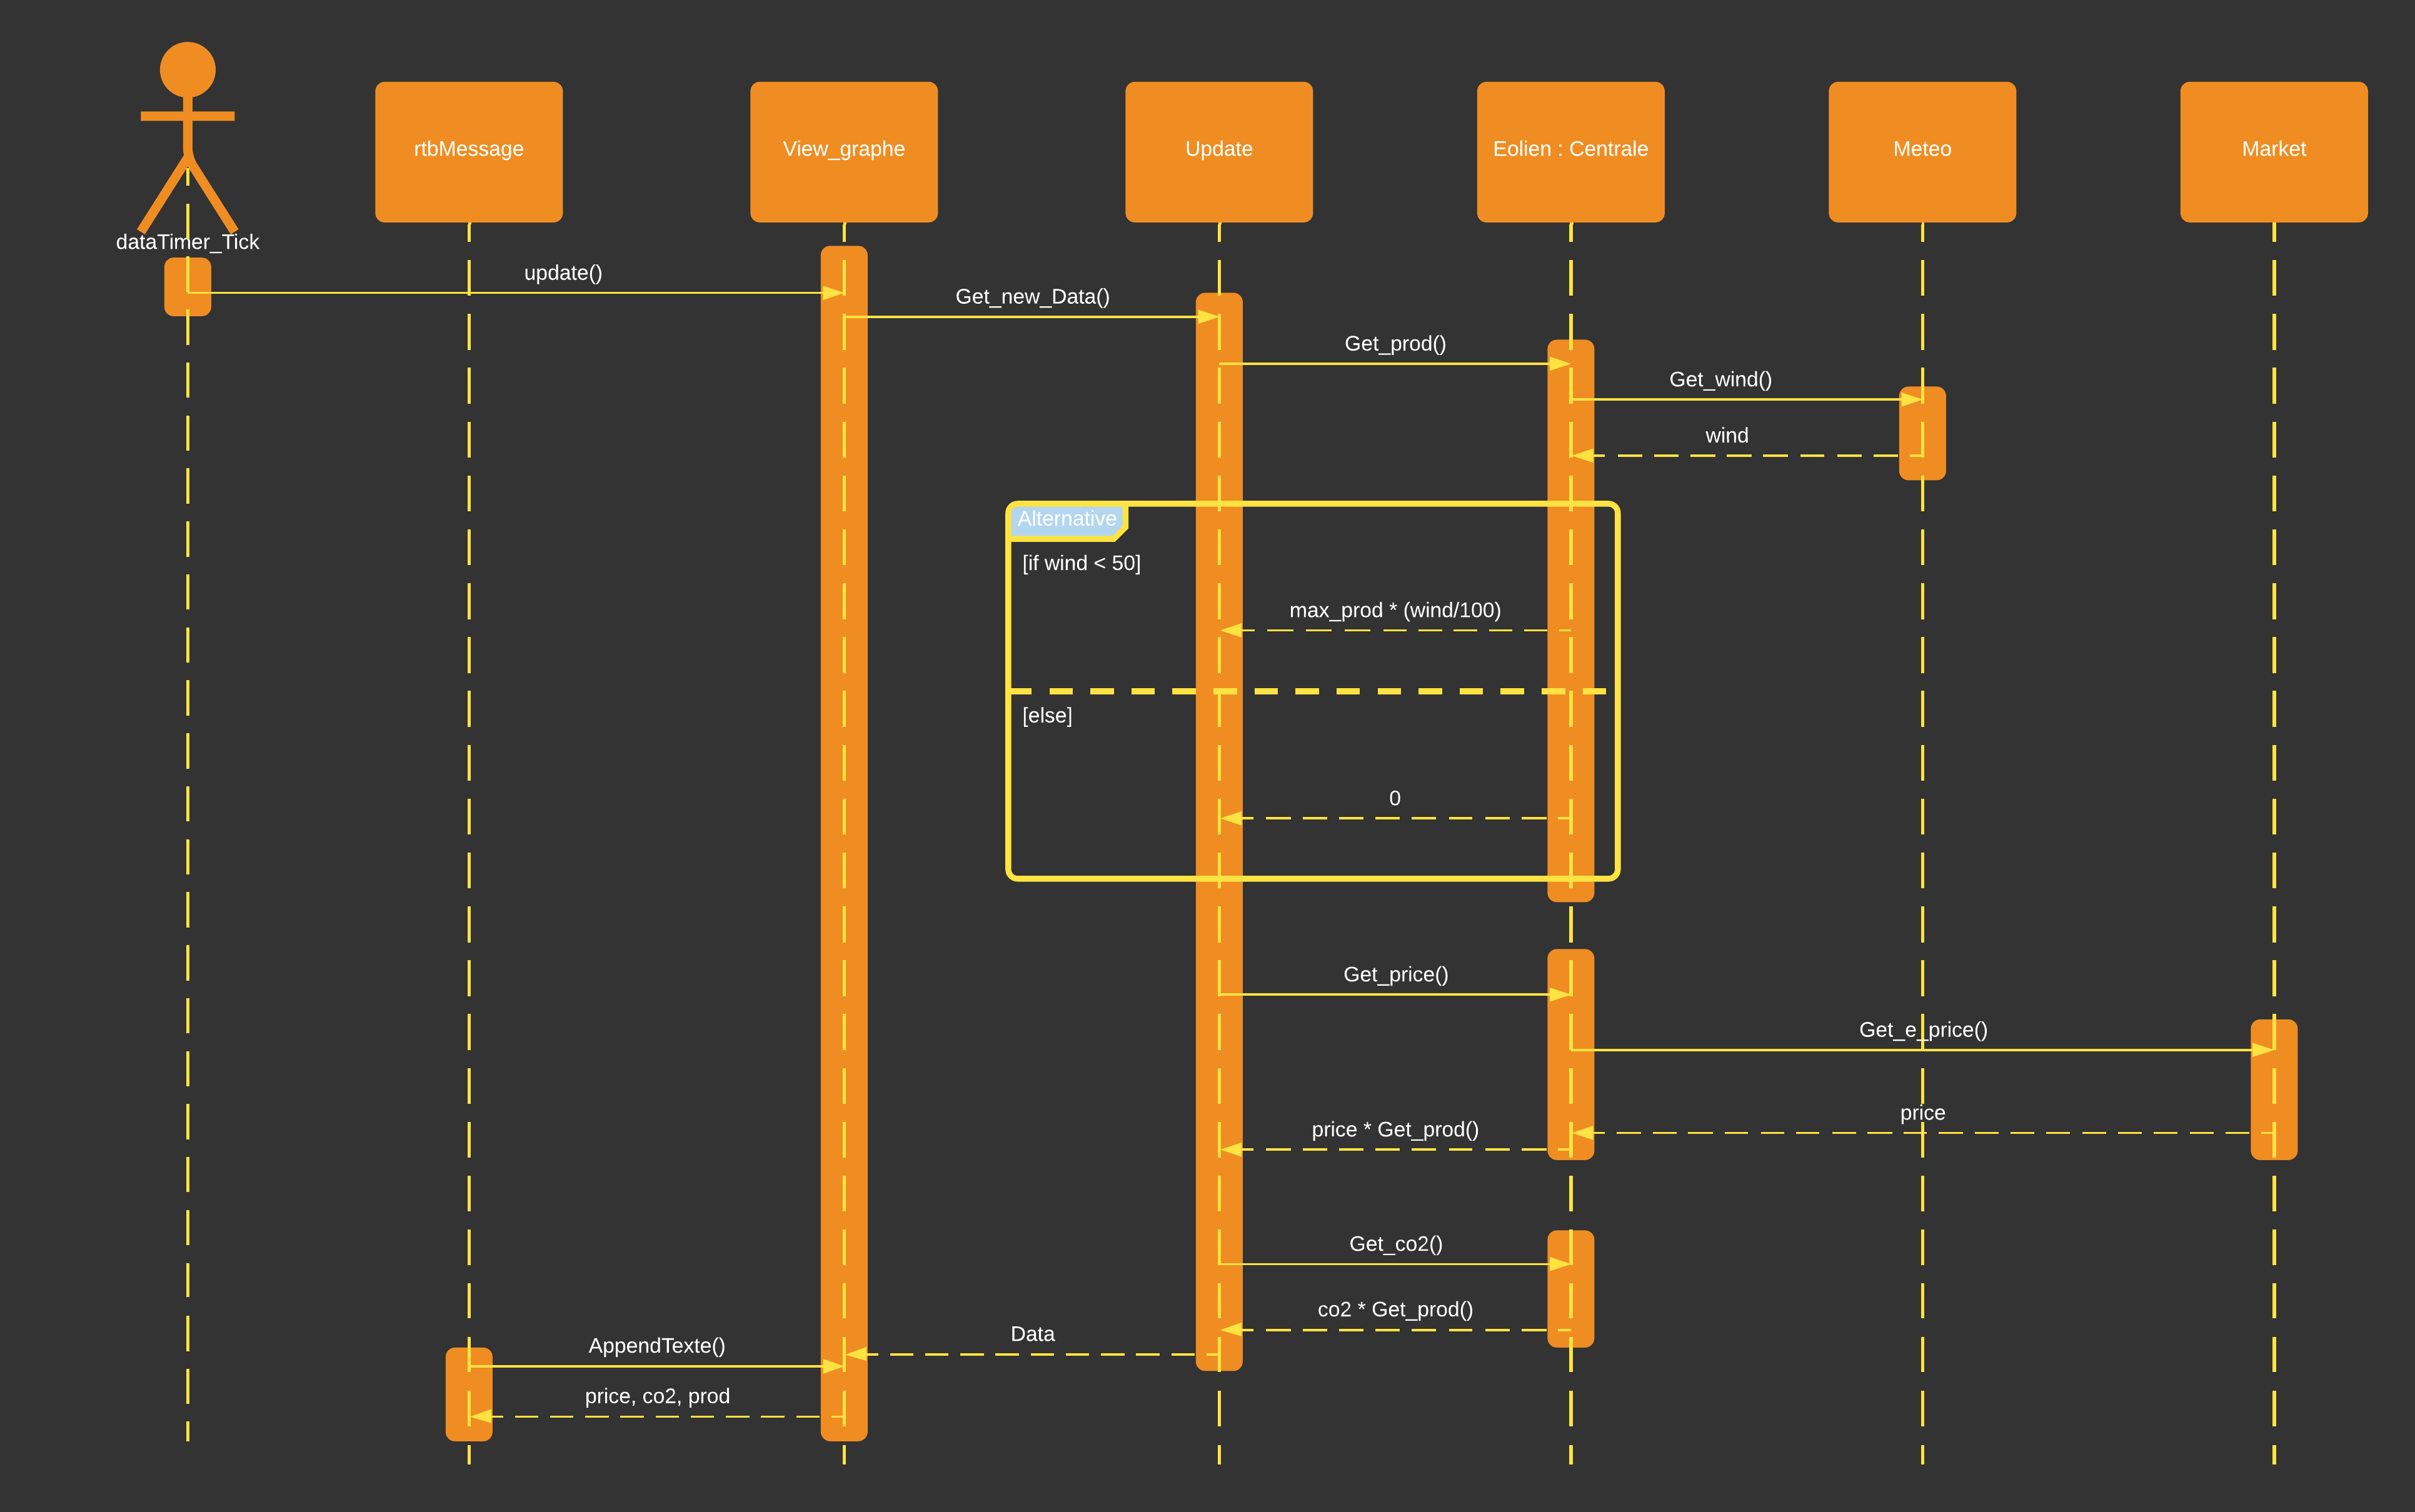 rtbMessage
View_graphe
Update
Eolien : Centrale
Meteo
Market
dataTimer_Tick
update()
Get_new_Data()
Get_prod()
Get_wind()
wind
Alternative
[if wind < 50]
max_prod * (wind/100)
[else]
0
Get_price()
Get_e_price()
price
price * Get_prod()
Get_co2()
co2 * Get_prod()
Data
AppendTexte()
price, co2, prod